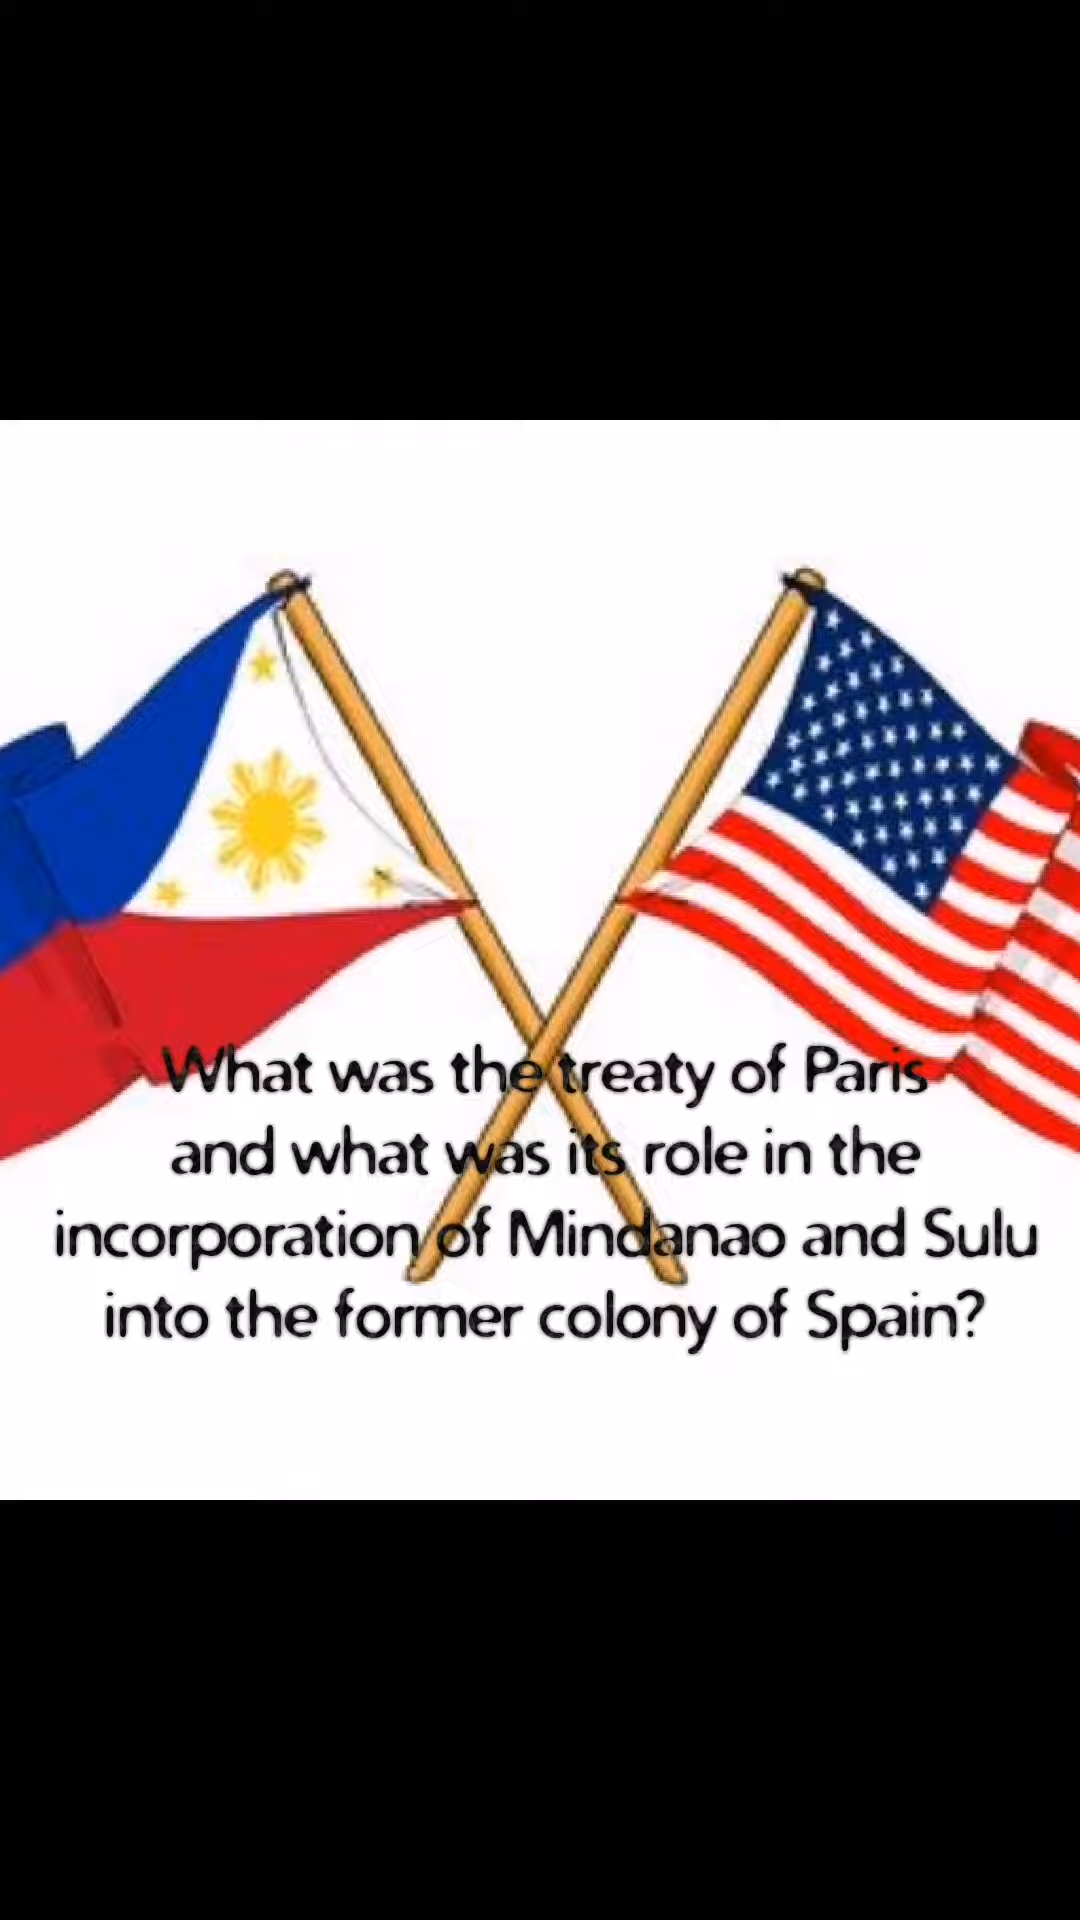 What was the treaty of Paris
and what was its role in the
incorporation of Mindanao and Sulu
into the former colony of Spain?